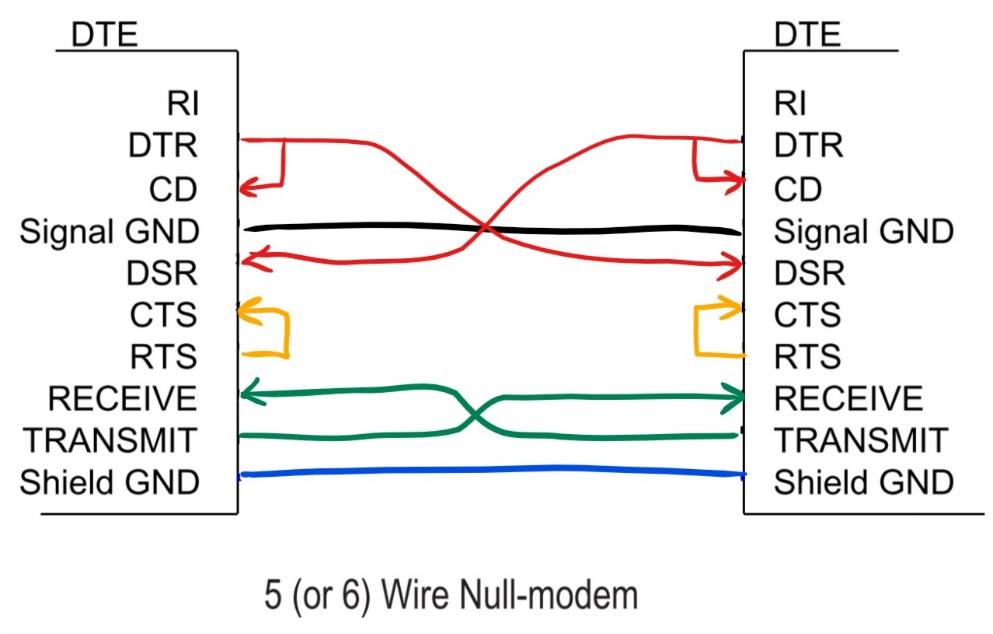 DTE DTE
RI RI
DTR DTR
CD CD
Signal GND Signal GND
DSR DSR
CTS CTS
RTS RTS
RECEIVE RECEIVE
TRANSMIT TRANSMIT
Shield GND Shield GND
5 (or 6) Wire Null-modem